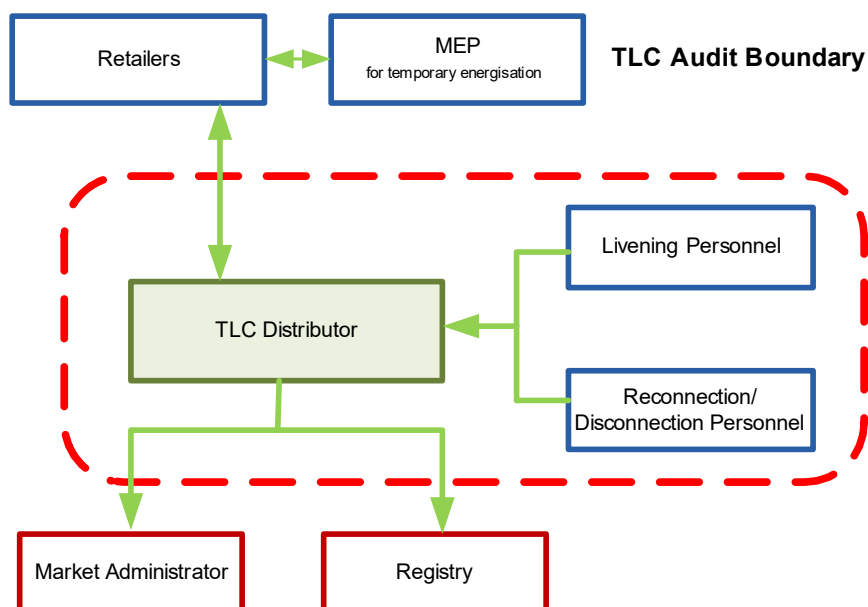 Retailers
MEP
for temporary energisation
TLC Audit Boundary
Livening Personnel
TLC Distributor
Reconnection/
Disconnection Personnel
Market Administrator
Registry